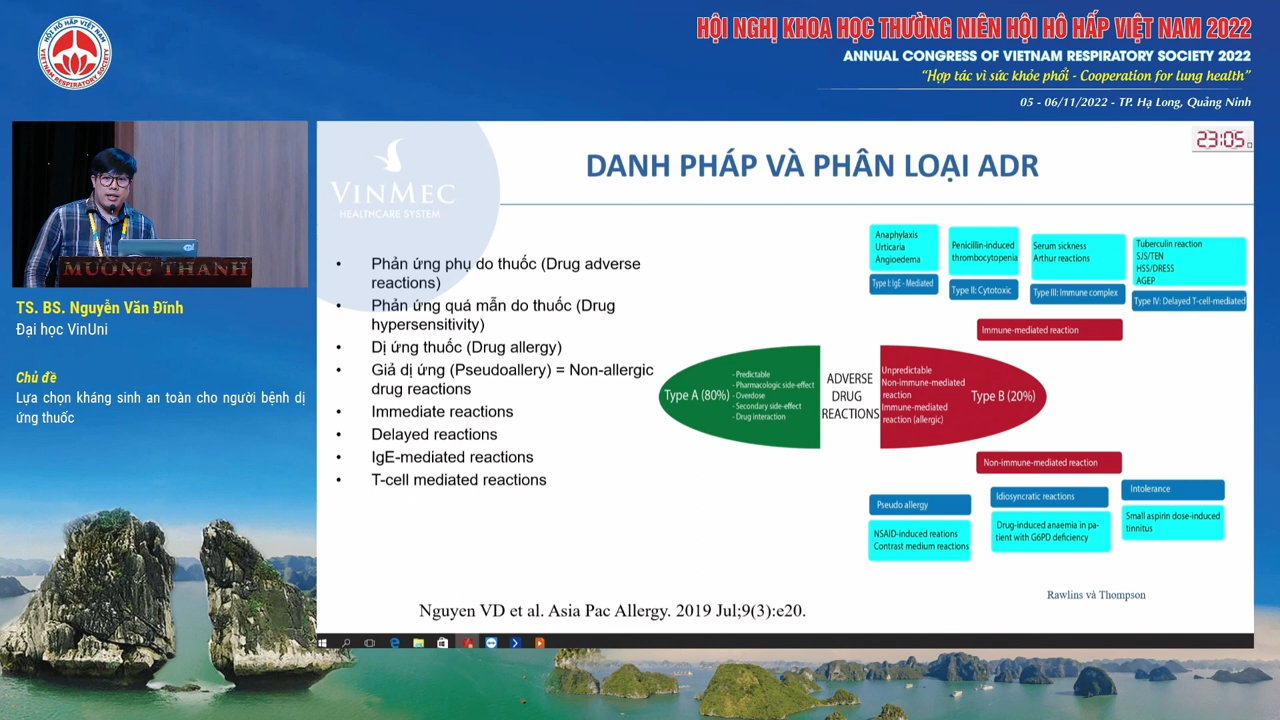 HỘI HÔ HẤP VIỆT NAM
VIETNAM RESPIRATORY SOCIETY
HỘI NGHỊ KHOA HỌC THƯỜNG NIÊN HỘI HÔ HẤP VIỆT NAM 2022
ANNUAL CONGRESS OF VIETNAM RESPIRATORY SOCIETY 2022
“Hợp tác vì sức khỏe phổi - Cooperation for lung health”
05 - 06/11/2022 - TP. Hạ Long, Quảng Ninh
MUONG THANH
TS. BS. Nguyễn Văn Đĩnh
Đại học VinUni
Chủ đề
Lựa chọn kháng sinh an toàn cho người bệnh dị
ứng thuốc
23:05
VINMEC
HEALTHCARE SYSTEM
DANH PHÁP VÀ PHÂN LOẠI ADR
• Phản ứng phụ do thuốc (Drug adverse
reactions)
• Phản ứng quá mẫn do thuốc (Drug
hypersensitivity)
• Dị ứng thuốc (Drug allergy)
• Giả dị ứng (Pseudoallery) = Non-allergic
drug reactions
• Immediate reactions
• Delayed reactions
• IgE-mediated reactions
• T-cell mediated reactions
Anaphylaxis
Urticaria
Angioedema
Type I: IgE - Mediated
Penicillin-induced
thrombocytopenia
Type II: Cytotoxic
Serum sickness
Arthur reactions
Type III: Immune complex
Tuberculin reaction
SJS/TEN
HSS/DRESS
AGEP
Type IV: Delayed T-cell-mediated
Immune-mediated reaction
Type A (80%)
- Predictable
- Pharmacologic side-effect
- Overdose
- Secondary side-effect
- Drug interaction
ADVERSE
DRUG
REACTIONS
Unpredictable
Non-immune-mediated
reaction
Immune-mediated
reaction (allergic)
Type B (20%)
Non-immune-mediated reaction
Pseudo allergy
NSAID-induced reations
Contrast medium reactions
Idiosyncratic reactions
Drug-induced anaemia in pa-
tient with G6PD deficiency
Intolerance
Small aspirin dose-induced
tinnitus
Rawlins và Thompson
Nguyen VD et al. Asia Pac Allergy. 2019 Jul;9(3):e20.